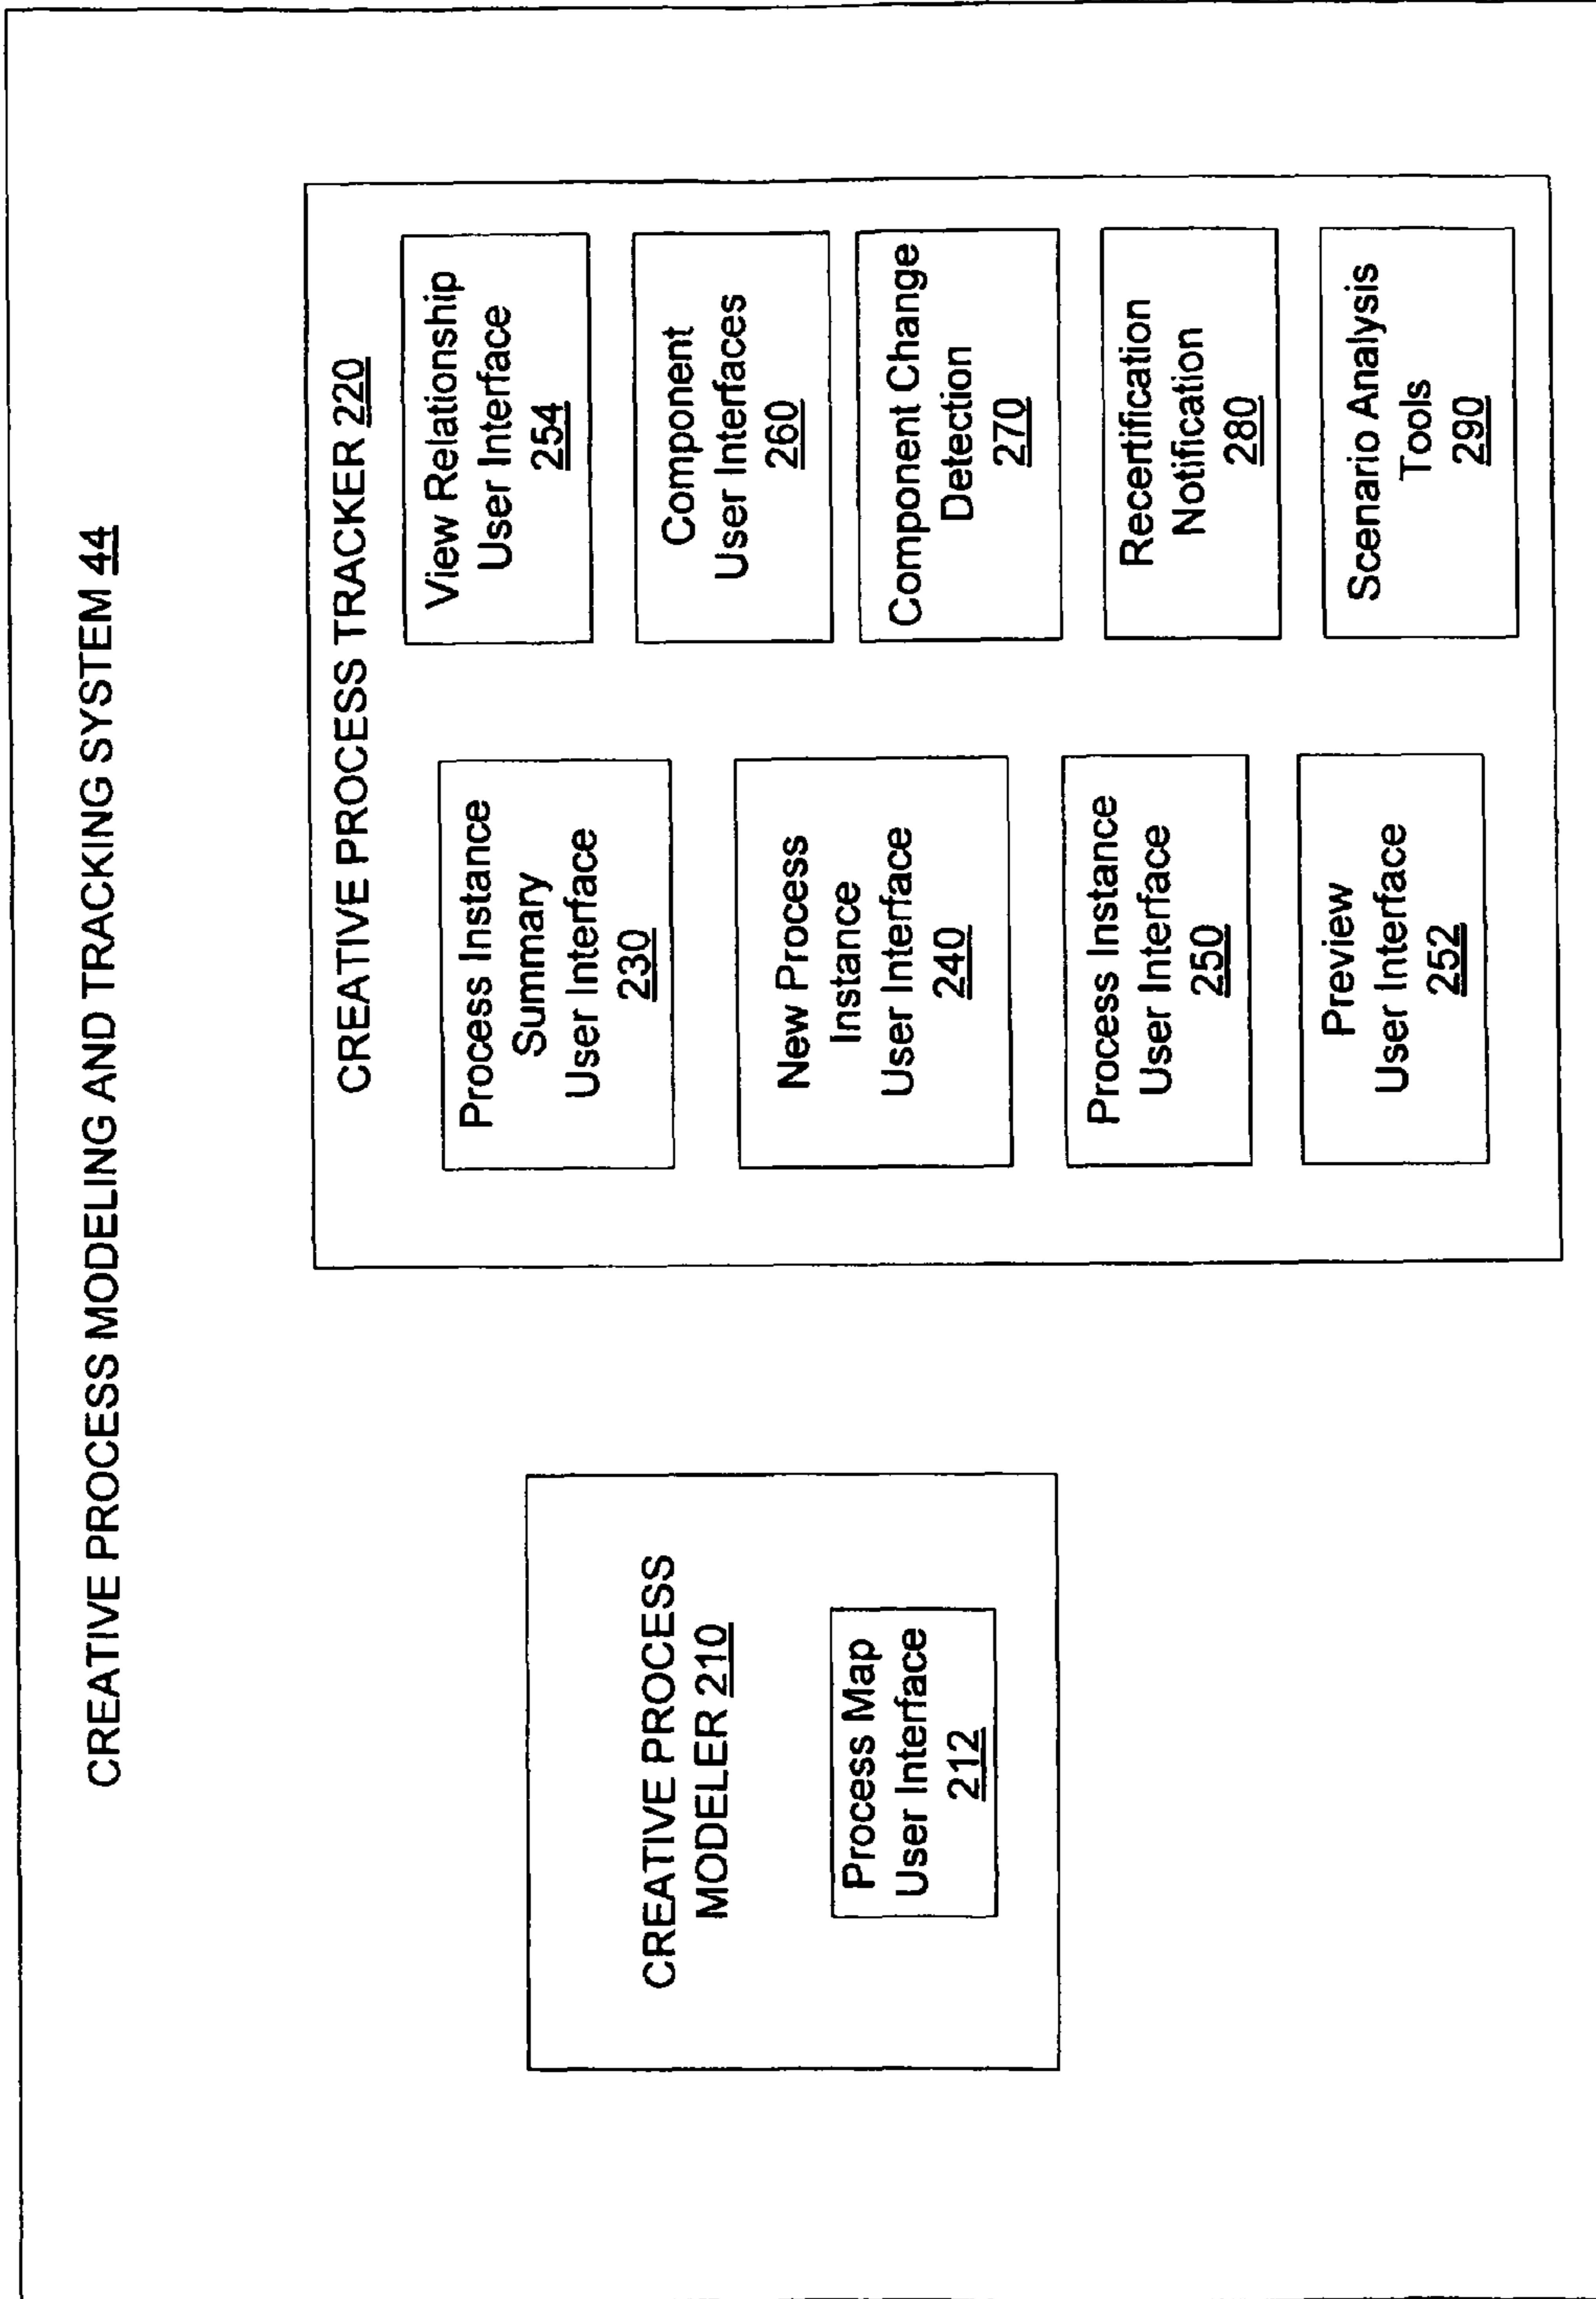 CREATIVE PROCESS MODELING AND TRACKING SYSTEM 44
CREATIVE PROCESS
MODELER 210
Process Map
User Interface
212
CREATIVE PROCESS TRACKER 220
Process Instance
Summary
User Interface
230
New Process
Instance
User Interface
240
Process Instance
User Interface
250
Preview
User Interface
252
View Relationship
User Interface
254
Component
User Interfaces
260
Component Change
Detection
270
Recertification
Notification
280
Scenario Analysis
Tools
290